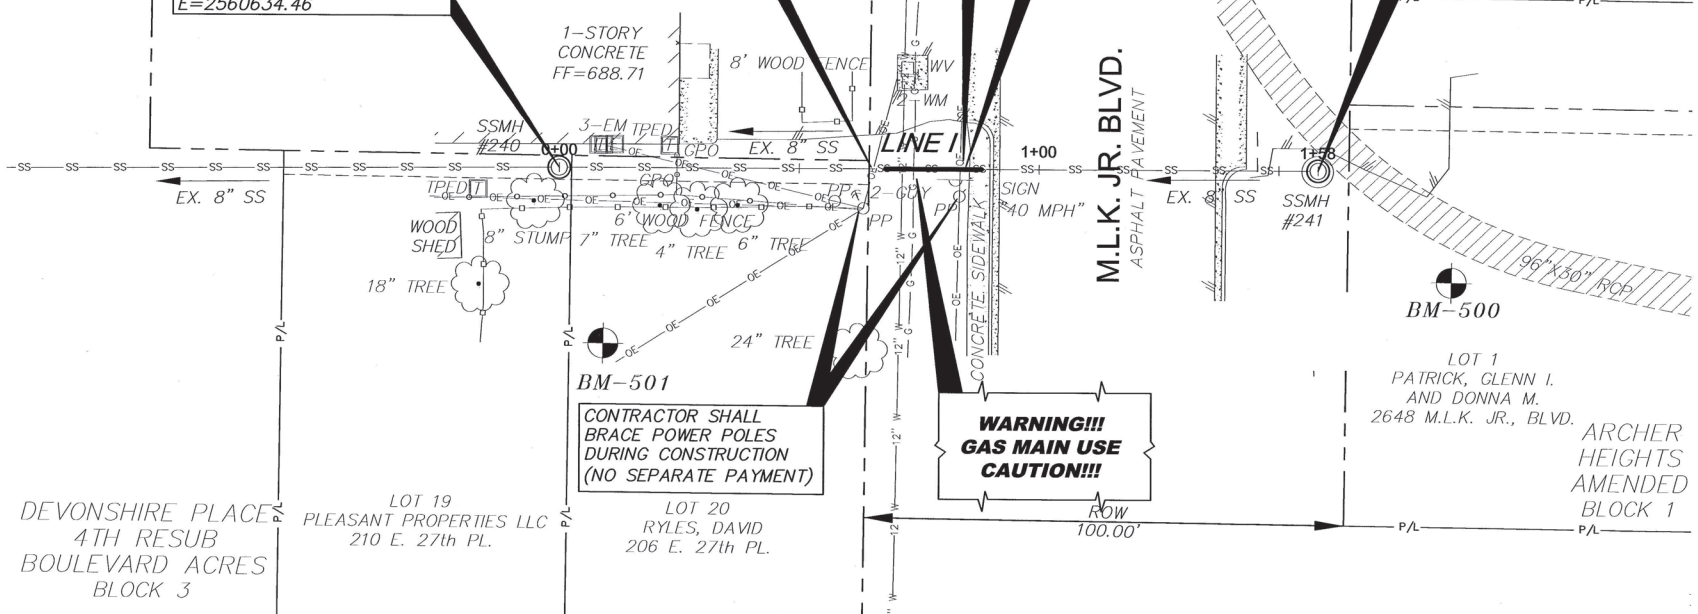 E=2560634.46
1-STORY
CONCRETE
FF=688.71
8' WOOD FENCE
WV
2 WM
G
W
P/L
P/L
SSMH
#240
0+00
3-EM
TPED
GPO
EX. 8" SS
LINE I
1+00
M.L.K. JR. BLVD.
ASPHALT PAVEMENT
1+58
SS
EX. 8" SS
TPED
GPO
OE
6' WOOD FENCE
PP
2-GUY
PP
PP
SIGN
"40 MPH"
EX. 8" SS
SSMH
#241
WOOD
SHED
8" STUMP
7" TREE
4" TREE
6" TREE
18" TREE
24" TREE
12" W
CONCRETE SIDEWALK
96"X30" RCP
BM-500
BM-501
P/L
P/L
LOT 1
PATRICK, GLENN I.
AND DONNA M.
2648 M.L.K. JR., BLVD.
CONTRACTOR SHALL
BRACE POWER POLES
DURING CONSTRUCTION
(NO SEPARATE PAYMENT)
WARNING!!!
GAS MAIN USE
CAUTION!!!
ARCHER
HEIGHTS
AMENDED
BLOCK 1
DEVONSHIRE PLACE
4TH RESUB
BOULEVARD ACRES
BLOCK 3
P/L
LOT 19
PLEASANT PROPERTIES LLC
210 E. 27th PL.
P/L
LOT 20
RYLES, DAVID
206 E. 27th PL.
ROW
100.00'
P/L
P/L